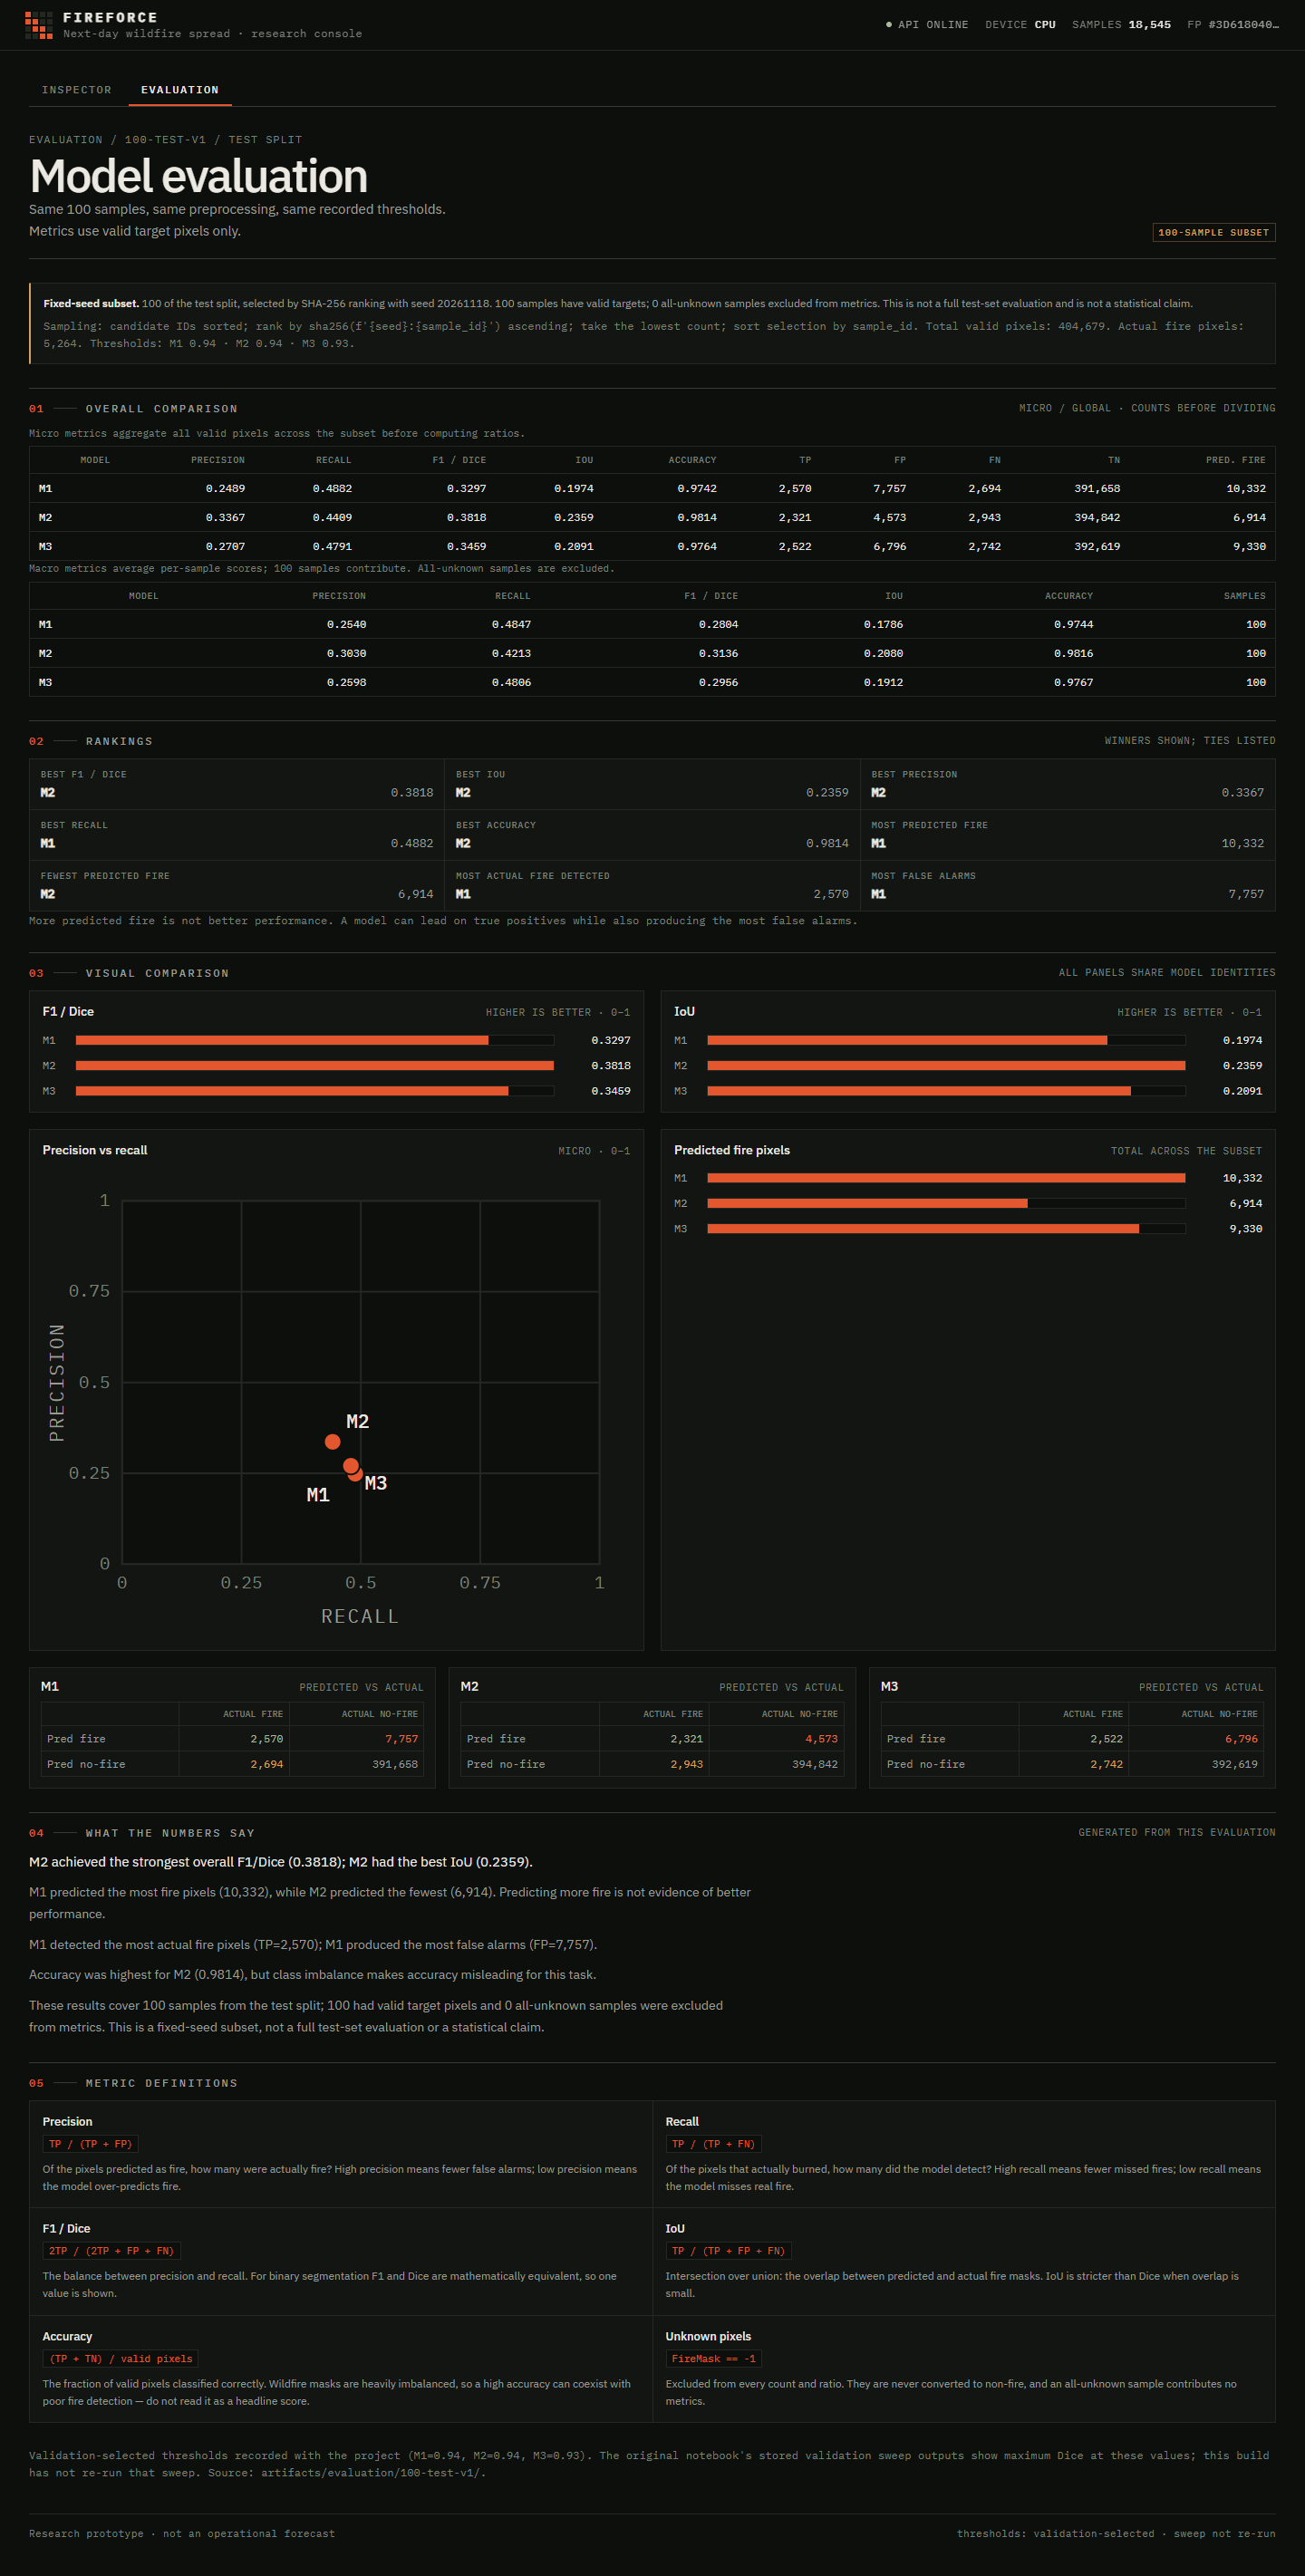 FIREFORCE
Next-day wildfire spread · research console
API ONLINE DEVICE CPU SAMPLES 18,545 FP #3D618040…
INSPECTOR EVALUATION
EVALUATION / 100-TEST-V1 / TEST SPLIT
Model evaluation
Same 100 samples, same preprocessing, same recorded thresholds.
Metrics use valid target pixels only.
100-SAMPLE SUBSET
Fixed-seed subset. 100 of the test split, selected by SHA-256 ranking with seed 20261118. 100 samples have valid targets; 0 all-unknown samples excluded from metrics. This is not a full test-set evaluation and is not a statistical claim.
Sampling: candidate IDs sorted; rank by sha256(f'{seed}:{sample_id}') ascending; take the lowest count; sort selection by sample_id. Total valid pixels: 404,679. Actual fire pixels:
5,264. Thresholds: M1 0.94 · M2 0.94 · M3 0.93.
01 OVERALL COMPARISON MICRO / GLOBAL · COUNTS BEFORE DIVIDING
Micro metrics aggregate all valid pixels across the subset before computing ratios.
MODEL PRECISION RECALL F1 / DICE IOU ACCURACY TP FP FN TN PRED. FIRE
M1 0.2489 0.4882 0.3297 0.1974 0.9742 2,570 7,757 2,694 391,658 10,332
M2 0.3367 0.4409 0.3818 0.2359 0.9814 2,321 4,573 2,943 394,842 6,914
M3 0.2707 0.4791 0.3459 0.2091 0.9764 2,522 6,796 2,742 392,619 9,330
Macro metrics average per-sample scores; 100 samples contribute. All-unknown samples are excluded.
MODEL PRECISION RECALL F1 / DICE IOU ACCURACY SAMPLES
M1 0.2540 0.4847 0.2804 0.1786 0.9744 100
M2 0.3030 0.4213 0.3136 0.2080 0.9816 100
M3 0.2598 0.4806 0.2956 0.1912 0.9767 100
02 RANKINGS WINNERS SHOWN; TIES LISTED
BEST F1 / DICE BEST IOU BEST PRECISION
M2 0.3818 M2 0.2359 M2 0.3367
BEST RECALL BEST ACCURACY MOST PREDICTED FIRE
M1 0.4882 M2 0.9814 M1 10,332
FEWEST PREDICTED FIRE MOST ACTUAL FIRE DETECTED MOST FALSE ALARMS
M2 6,914 M1 2,570 M1 7,757
More predicted fire is not better performance. A model can lead on true positives while also producing the most false alarms.
03 VISUAL COMPARISON ALL PANELS SHARE MODEL IDENTITIES
F1 / Dice HIGHER IS BETTER · 0–1
M1 0.3297
M2 0.3818
M3 0.3459
IoU HIGHER IS BETTER · 0–1
M1 0.1974
M2 0.2359
M3 0.2091
Precision vs recall MICRO · 0–1
1
0.75
0.5
0.25
0
PRECISION
M2
M3
M1
0 0.25 0.5 0.75 1
RECALL
Predicted fire pixels TOTAL ACROSS THE SUBSET
M1 10,332
M2 6,914
M3 9,330
M1 PREDICTED VS ACTUAL
ACTUAL FIRE ACTUAL NO-FIRE
Pred fire 2,570 7,757
Pred no-fire 2,694 391,658
M2 PREDICTED VS ACTUAL
ACTUAL FIRE ACTUAL NO-FIRE
Pred fire 2,321 4,573
Pred no-fire 2,943 394,842
M3 PREDICTED VS ACTUAL
ACTUAL FIRE ACTUAL NO-FIRE
Pred fire 2,522 6,796
Pred no-fire 2,742 392,619
04 WHAT THE NUMBERS SAY GENERATED FROM THIS EVALUATION
M2 achieved the strongest overall F1/Dice (0.3818); M2 had the best IoU (0.2359).
M1 predicted the most fire pixels (10,332), while M2 predicted the fewest (6,914). Predicting more fire is not evidence of better
performance.
M1 detected the most actual fire pixels (TP=2,570); M1 produced the most false alarms (FP=7,757).
Accuracy was highest for M2 (0.9814), but class imbalance makes accuracy misleading for this task.
These results cover 100 samples from the test split; 100 had valid target pixels and 0 all-unknown samples were excluded
from metrics. This is a fixed-seed subset, not a full test-set evaluation or a statistical claim.
05 METRIC DEFINITIONS
Precision
TP / (TP + FP)
Of the pixels predicted as fire, how many were actually fire? High precision means fewer false alarms; low precision means
the model over-predicts fire.
Recall
TP / (TP + FN)
Of the pixels that actually burned, how many did the model detect? High recall means fewer missed fires; low recall means
the model misses real fire.
F1 / Dice
2TP / (2TP + FP + FN)
The balance between precision and recall. For binary segmentation F1 and Dice are mathematically equivalent, so one
value is shown.
IoU
TP / (TP + FP + FN)
Intersection over union: the overlap between predicted and actual fire masks. IoU is stricter than Dice when overlap is
small.
Accuracy
(TP + TN) / valid pixels
The fraction of valid pixels classified correctly. Wildfire masks are heavily imbalanced, so a high accuracy can coexist with
poor fire detection — do not read it as a headline score.
Unknown pixels
FireMask == -1
Excluded from every count and ratio. They are never converted to non-fire, and an all-unknown sample contributes no
metrics.
Validation-selected thresholds recorded with the project (M1=0.94, M2=0.94, M3=0.93). The original notebook's stored validation sweep outputs show maximum Dice at these values; this build
has not re-run that sweep. Source: artifacts/evaluation/100-test-v1/.
Research prototype · not an operational forecast thresholds: validation-selected · sweep not re-run